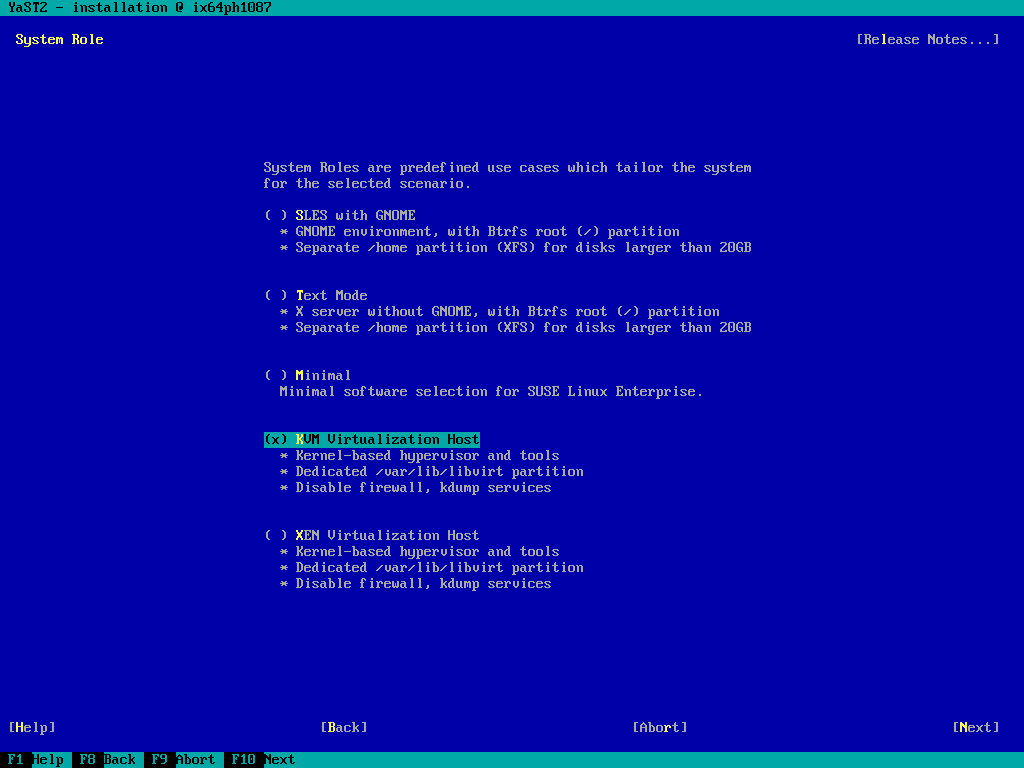 YaST2 - installation @ ix64ph1087
System Role [Release Notes...]
System Roles are predefined use cases which tailor the system
for the selected scenario.
( ) SLES with GNOME
* GNOME environment, with Btrfs root (/) partition
* Separate /home partition (XFS) for disks larger than 20GB
( ) Text Mode
* X server without GNOME, with Btrfs root (/) partition
* Separate /home partition (XFS) for disks larger than 20GB
( ) Minimal
Minimal software selection for SUSE Linux Enterprise.
(x) KVM Virtualization Host
* Kernel-based hypervisor and tools
* Dedicated /var/lib/libvirt partition
* Disable firewall, kdump services
( ) XEN Virtualization Host
* Kernel-based hypervisor and tools
* Dedicated /var/lib/libvirt partition
* Disable firewall, kdump services
[Help] [Back] [Abort] [Next]
F1 Help F8 Back F9 Abort F10 Next